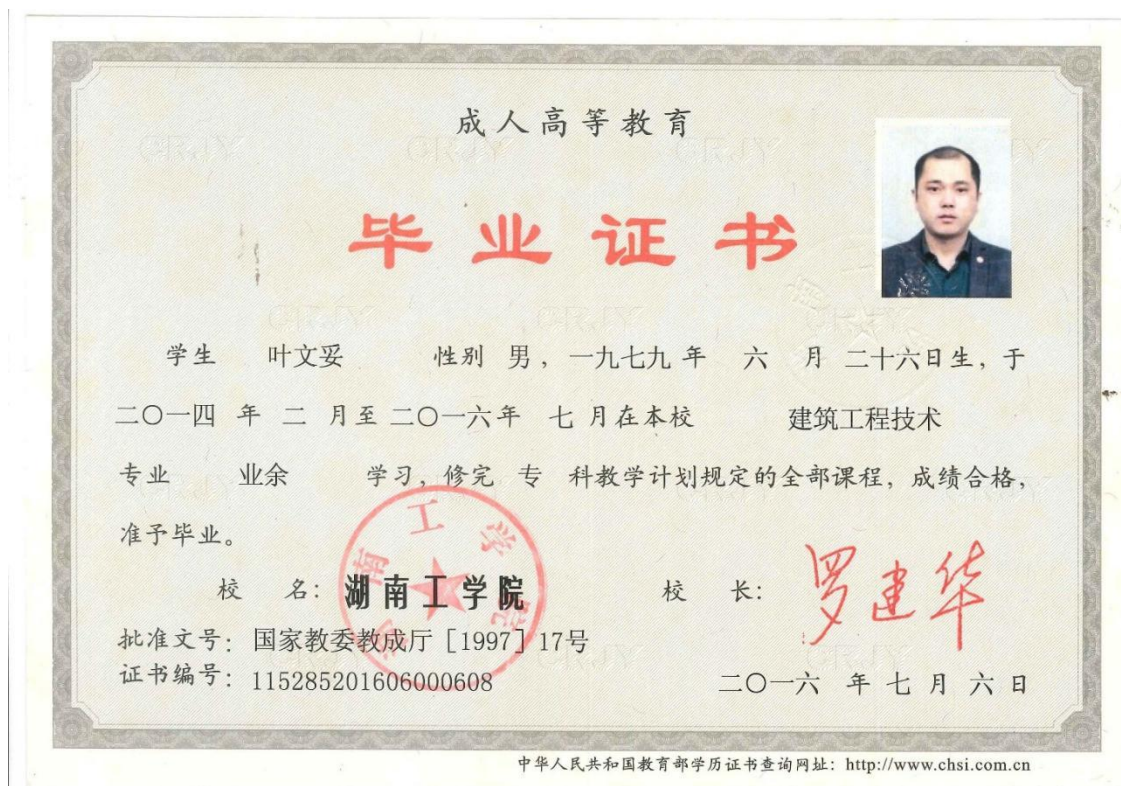 成人高等教育
毕业证书
学生 叶文妥 性别 男，一九七九 年 六 月 二十六日生，于
二〇一四 年 二 月至 二〇一六年 七 月在本校 建筑工程技术
专业 业余 学习，修完 专 科教学计划规定的全部课程，成绩合格，
准予毕业。
校 名：湖南工学院 校 长：罗建华
湖南工学院
批准文号：国家教委教成厅［1997］17号
证书编号：115285201606000608
二〇一六 年 七 月 六 日
中华人民共和国教育部学历证书查询网址：http://www.chsi.com.cn
CRJY